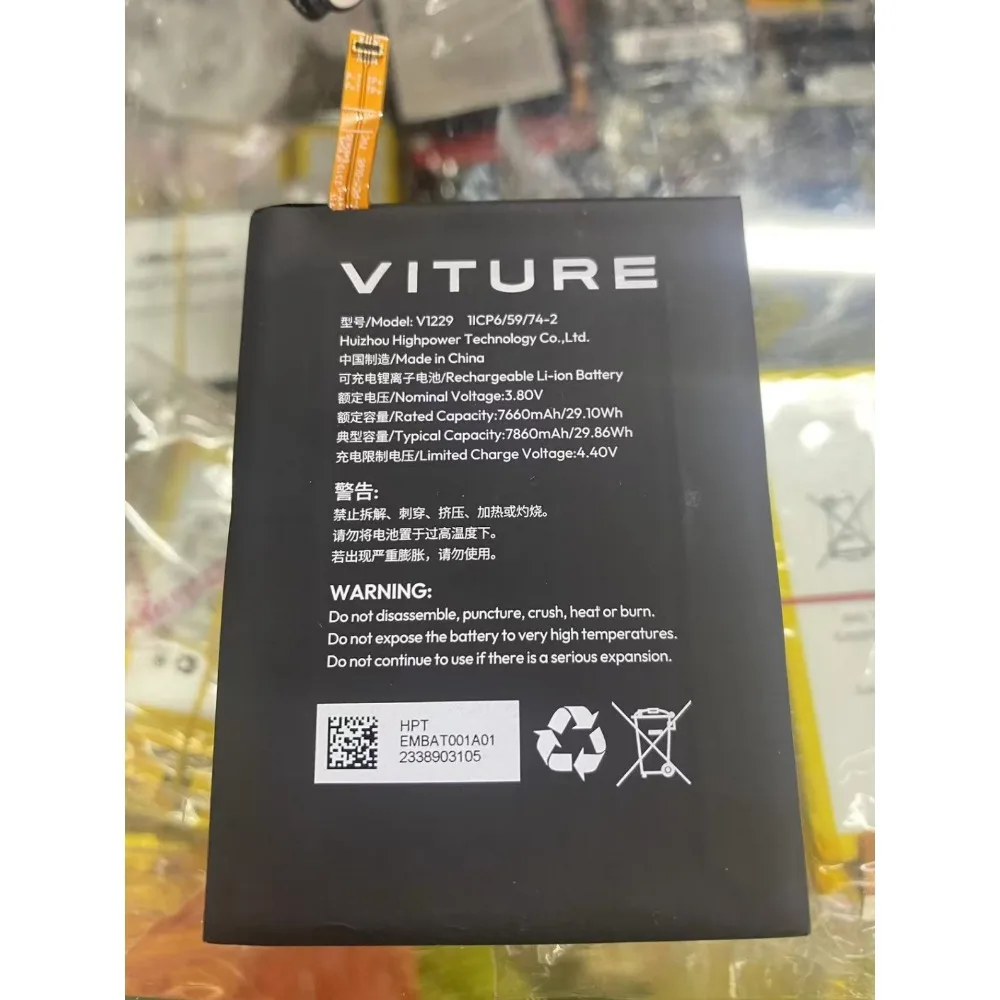 VITURE
型号/Model: V1229 1ICP6/59/74-2
Huizhou Highpower Technology Co.,Ltd.
中国制造/Made in China
可充电锂离子电池/Rechargeable Li-ion Battery
额定电压/Nominal Voltage:3.80V
额定容量/Rated Capacity:7660mAh/29.10Wh
典型容量/Typical Capacity:7860mAh/29.86Wh
充电限制电压/Limited Charge Voltage:4.40V
警告:
禁止拆解、刺穿、挤压、加热或灼烧。
请勿将电池置于过高温度下。
若出现严重膨胀，请勿使用。
WARNING:
Do not disassemble, puncture, crush, heat or burn.
Do not expose the battery to very high temperatures.
Do not continue to use if there is a serious expansion.
HPT
EMBAT001A01
2338903105